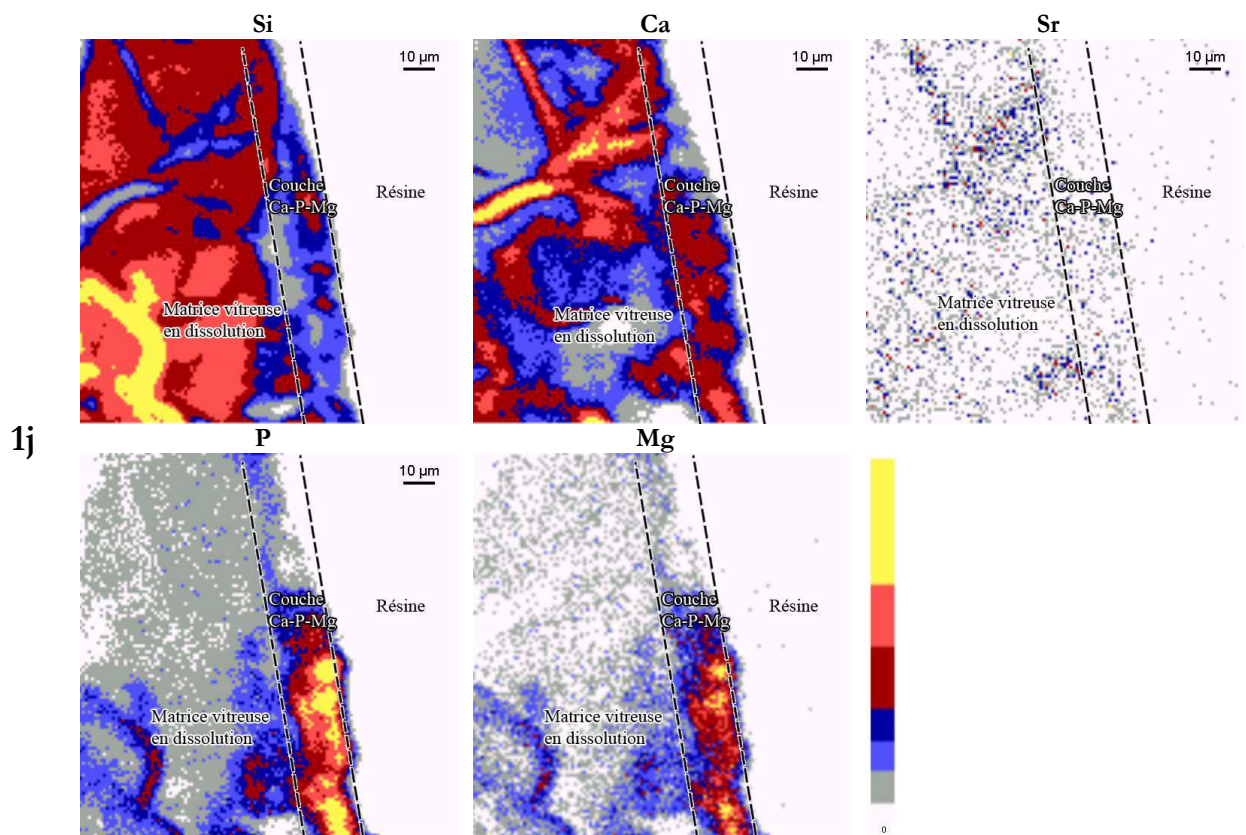 Si
10 µm
Couche
Ca-P-Mg
Résine
Matrice vitreuse
en dissolution
Ca
10 µm
Couche
Ca-P-Mg
Résine
Matrice vitreuse
en dissolution
Sr
10 µm
Couche
Ca-P-Mg
Résine
Matrice vitreuse
en dissolution
1j
P
10 µm
Couche
Ca-P-Mg
Résine
Matrice vitreuse
en dissolution
Mg
10 µm
Couche
Ca-P-Mg
Résine
Matrice vitreuse
en dissolution
0